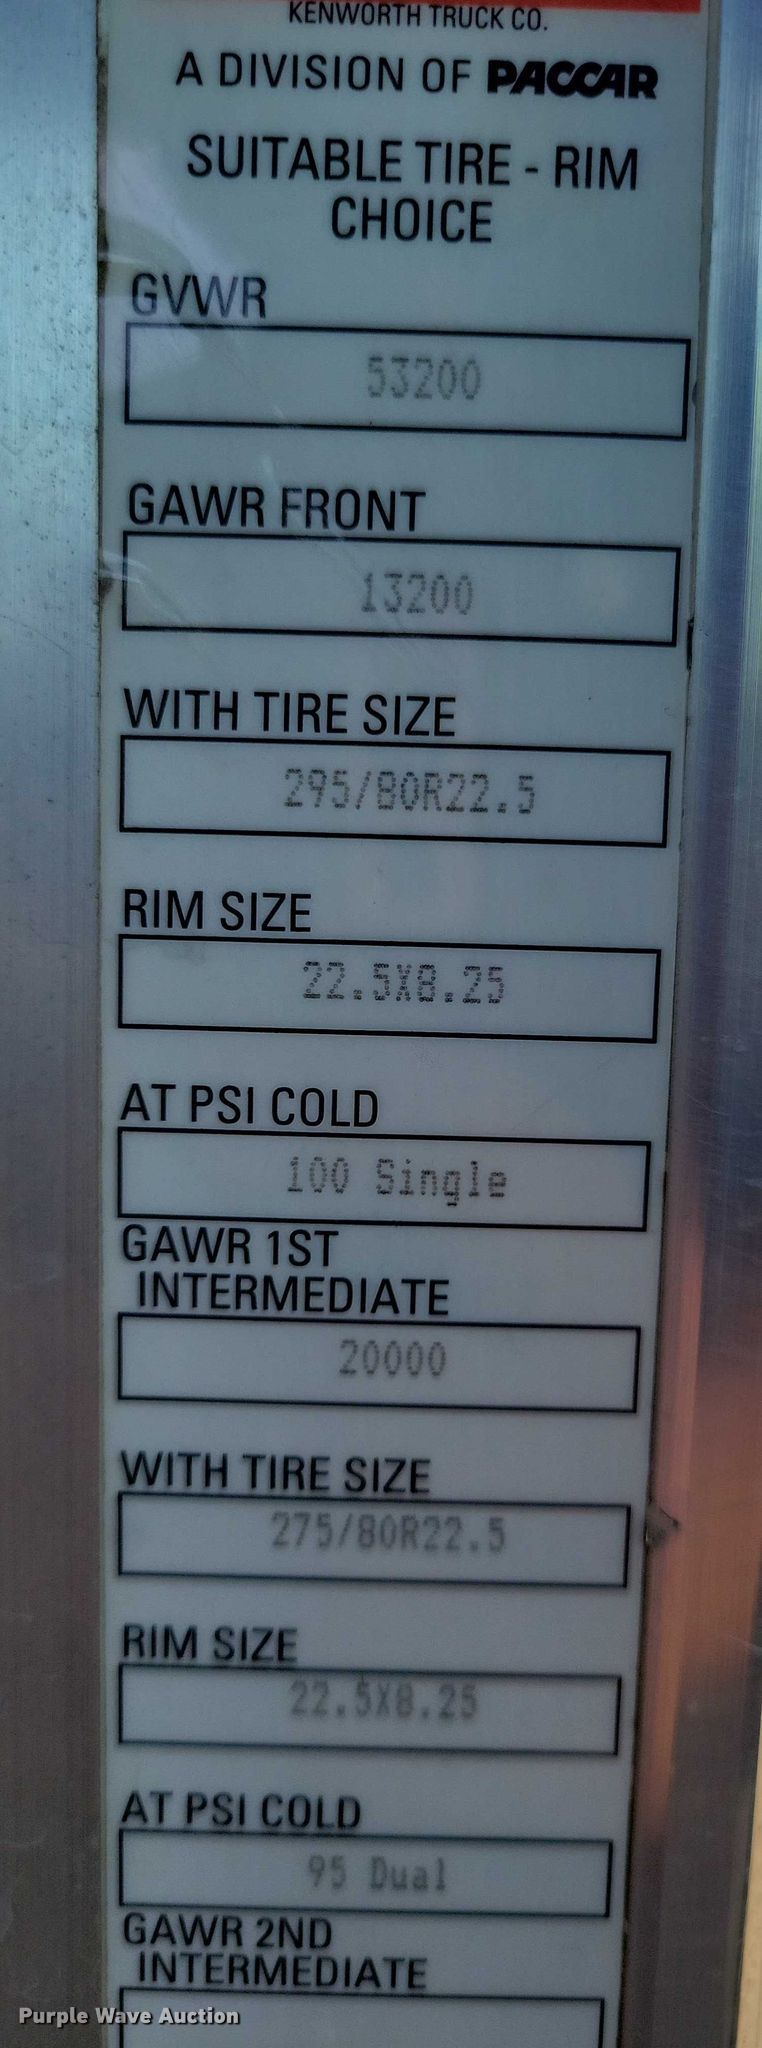 KENWORTH TRUCK CO.
A DIVISION OF PACCAR
SUITABLE TIRE - RIM
CHOICE
GVWR
53200
GAWR FRONT
13200
WITH TIRE SIZE
295/80R22.5
RIM SIZE
22.5X8.25
AT PSI COLD
100 Single
GAWR 1ST
INTERMEDIATE
20000
WITH TIRE SIZE
275/80R22.5
RIM SIZE
22.5X8.25
AT PSI COLD
95 Dual
GAWR 2ND
INTERMEDIATE
Purple Wave Auction